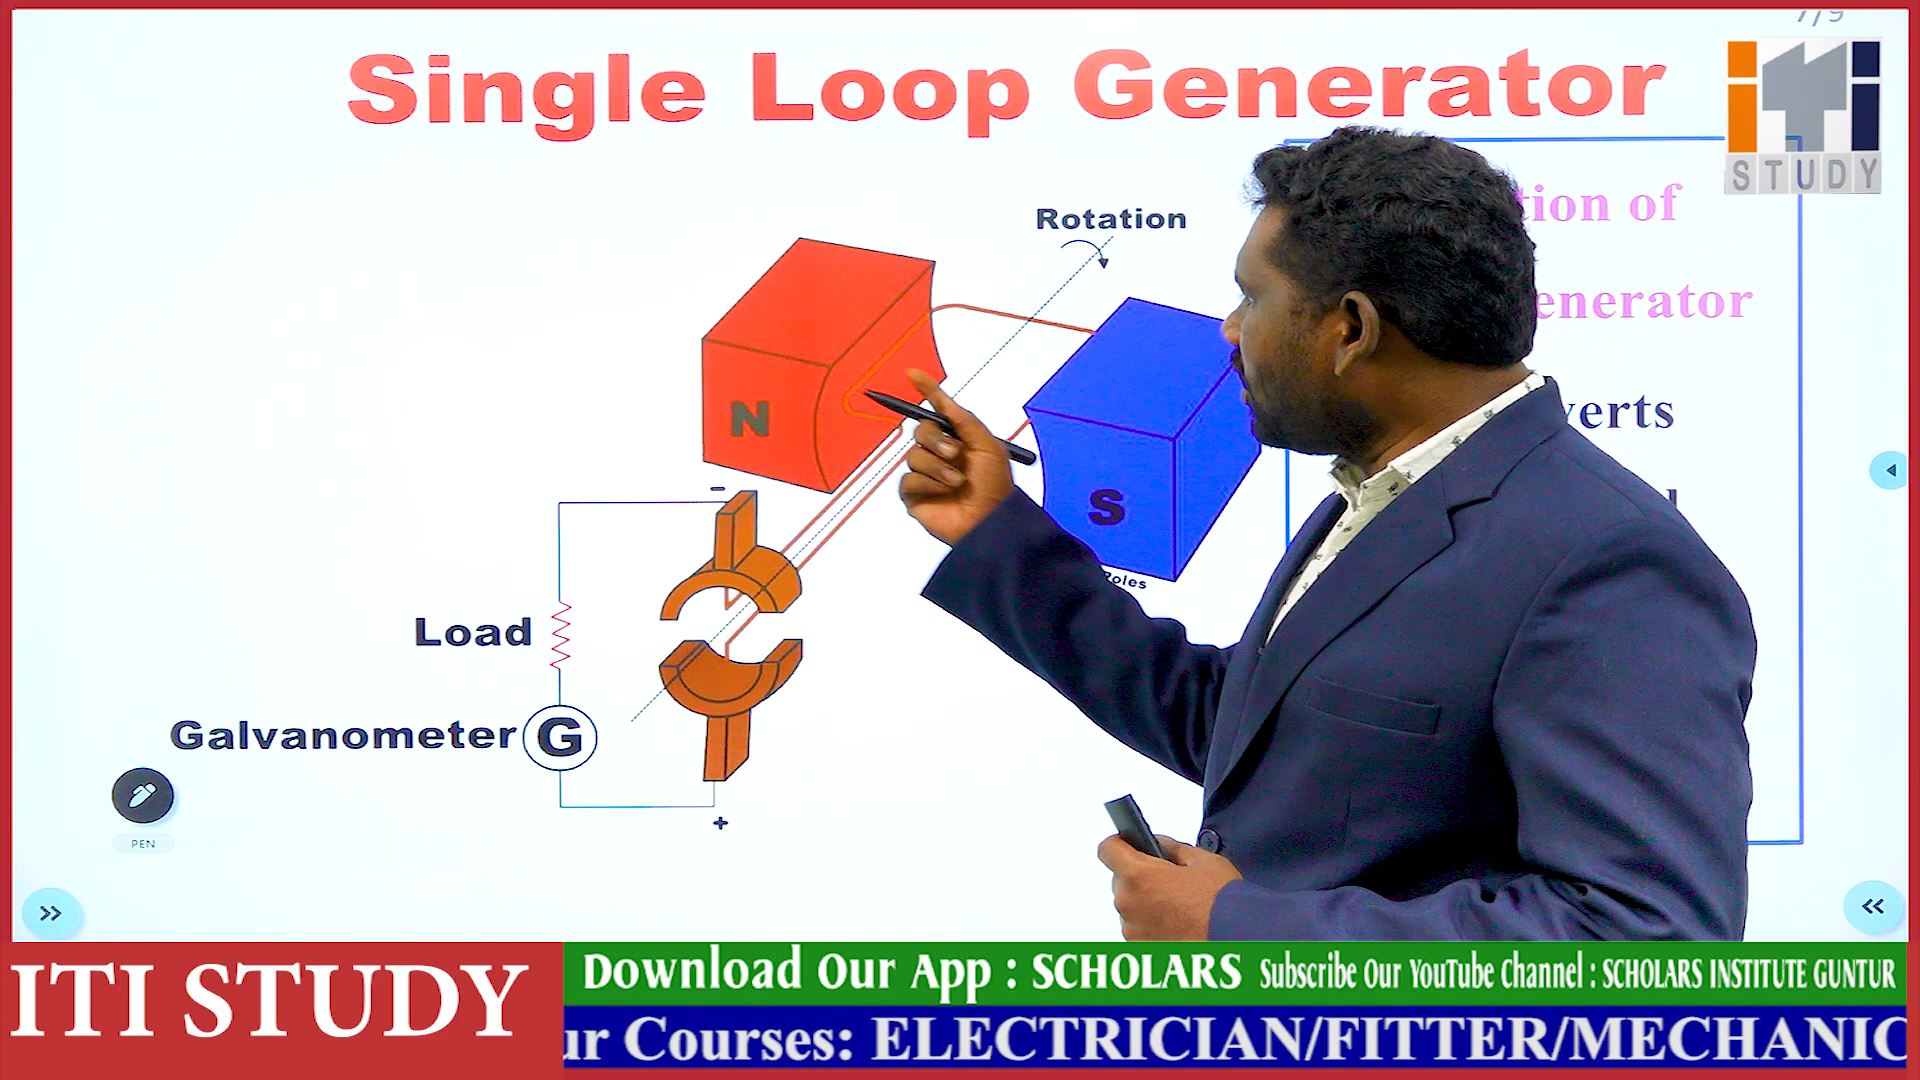 7/9
Single Loop Generator
iTi
STUDY
Rotation
tion of
enerator
verts
N
S
Poles
-
Load
Galvanometer G
+
PEN
ITI STUDY
Download Our App : SCHOLARS Subscribe Our YouTube Channel : SCHOLARS INSTITUTE GUNTUR
ur Courses: ELECTRICIAN/FITTER/MECHANIC